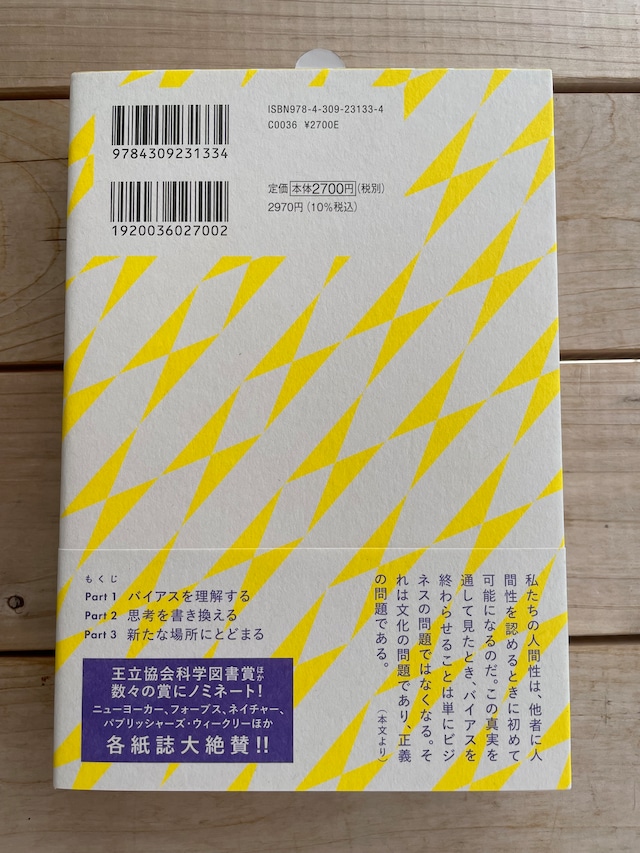 ISBN978-4-309-23133-4
C0036 ¥2700E
9784309231334
定価 本体2700円(税別)
2970円(10%税込)
1920036027002
もくじ
Part 1 バイアスを理解する
Part 2 思考を書き換える
Part 3 新たな場所にとどまる
王立協会科学図書賞ほか
数々の賞にノミネート!
ニューヨーカー、フォーブス、ネイチャー、
パブリッシャーズ・ウィークリーほか
各紙誌大絶賛!!
私たちの人間性は、他者に人
間性を認めるときに初めて
可能になるのだ。この真実を
通して見たとき、バイアスを
終わらせることは単にビジ
ネスの問題ではなくなる。そ
れは文化の問題であり、正義
の問題である。
(本文より)